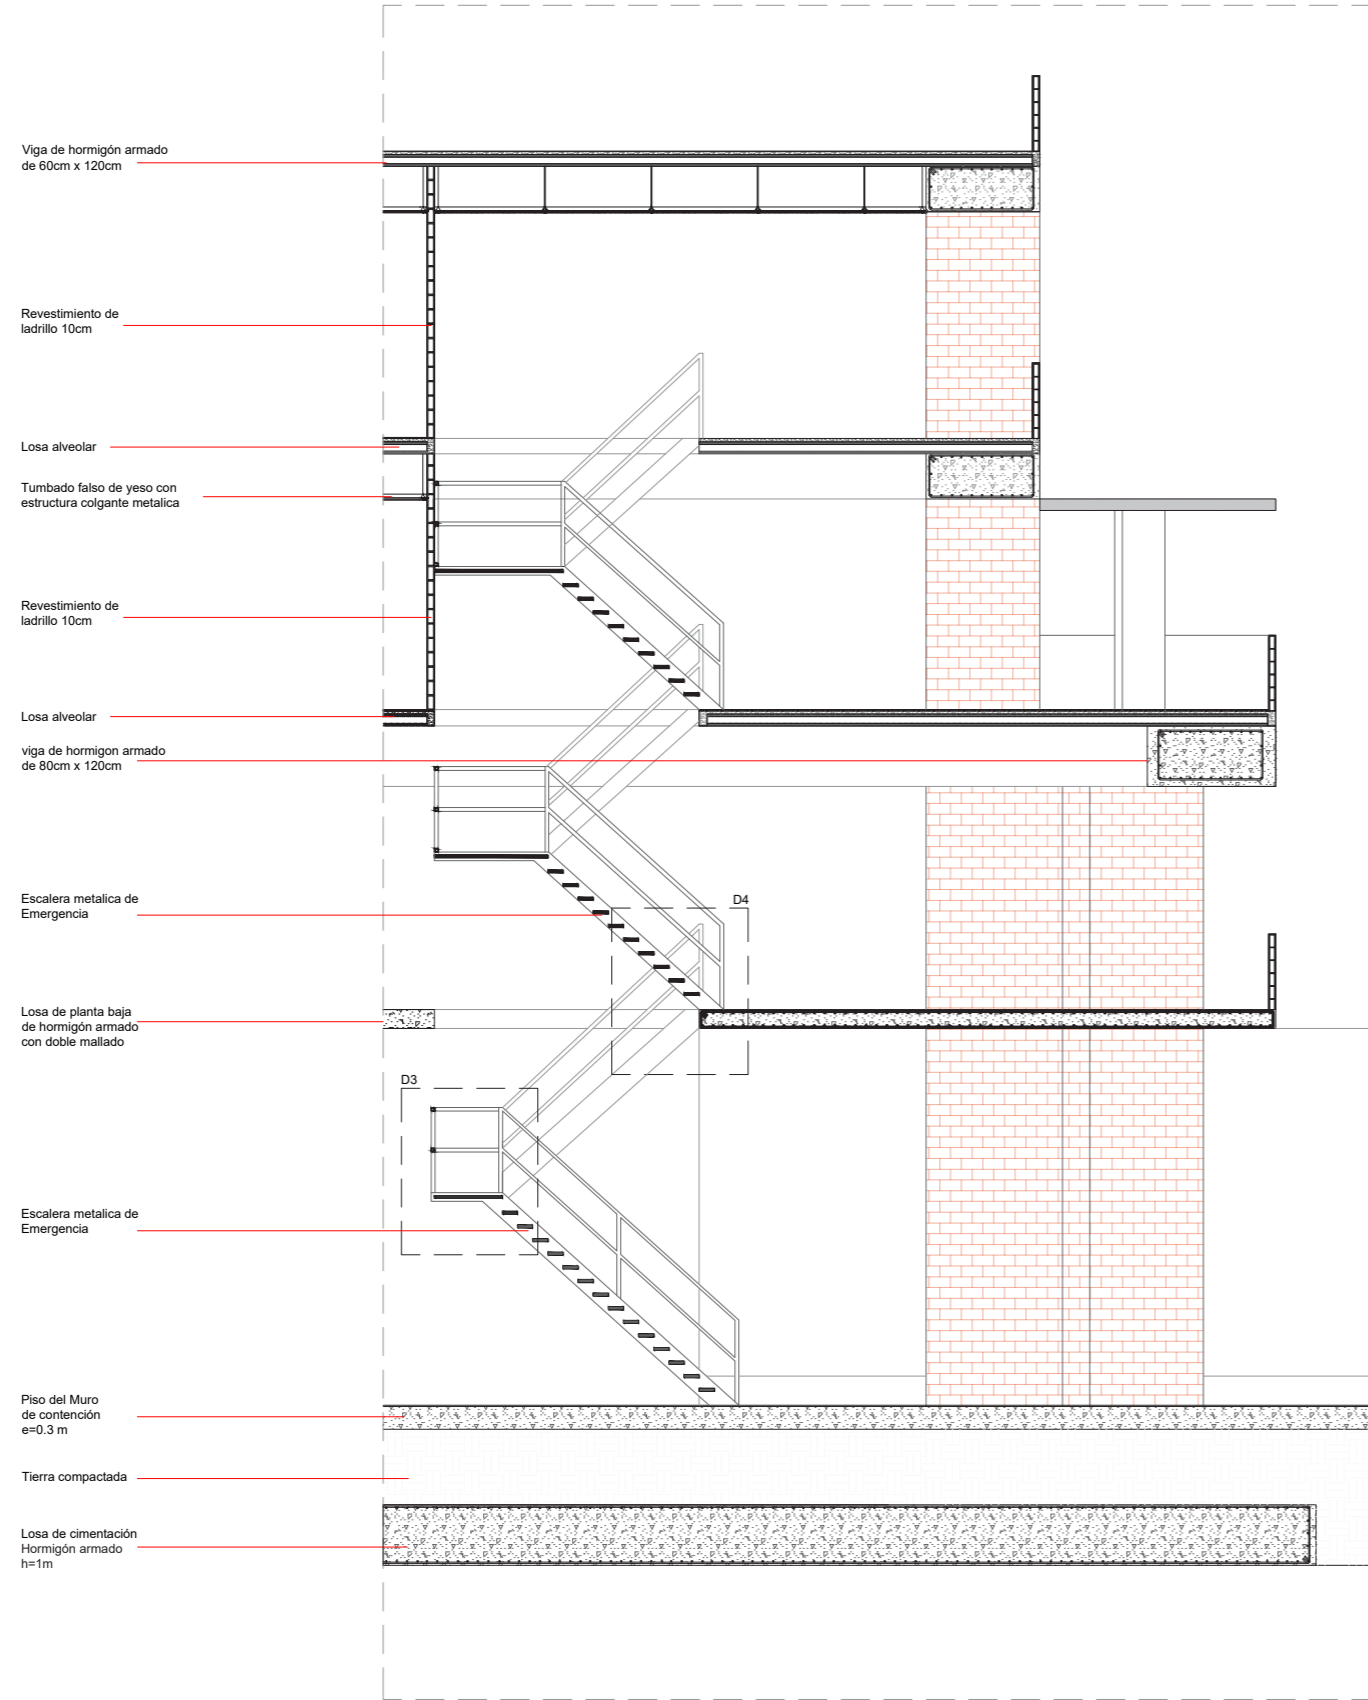 Viga de hormigón armado
de 60cm x 120cm
Revestimiento de
ladrillo 10cm
Losa alveolar
Tumbado falso de yeso con
estructura colgante metalica
Revestimiento de
ladrillo 10cm
Losa alveolar
viga de hormigon armado
de 80cm x 120cm
Escalera metalica de
Emergencia
D4
Losa de planta baja
de hormigón armado
con doble mallado
D3
Escalera metalica de
Emergencia
Piso del Muro
de contención
e=0.3 m
Tierra compactada
Losa de cimentación
Hormigón armado
h=1m